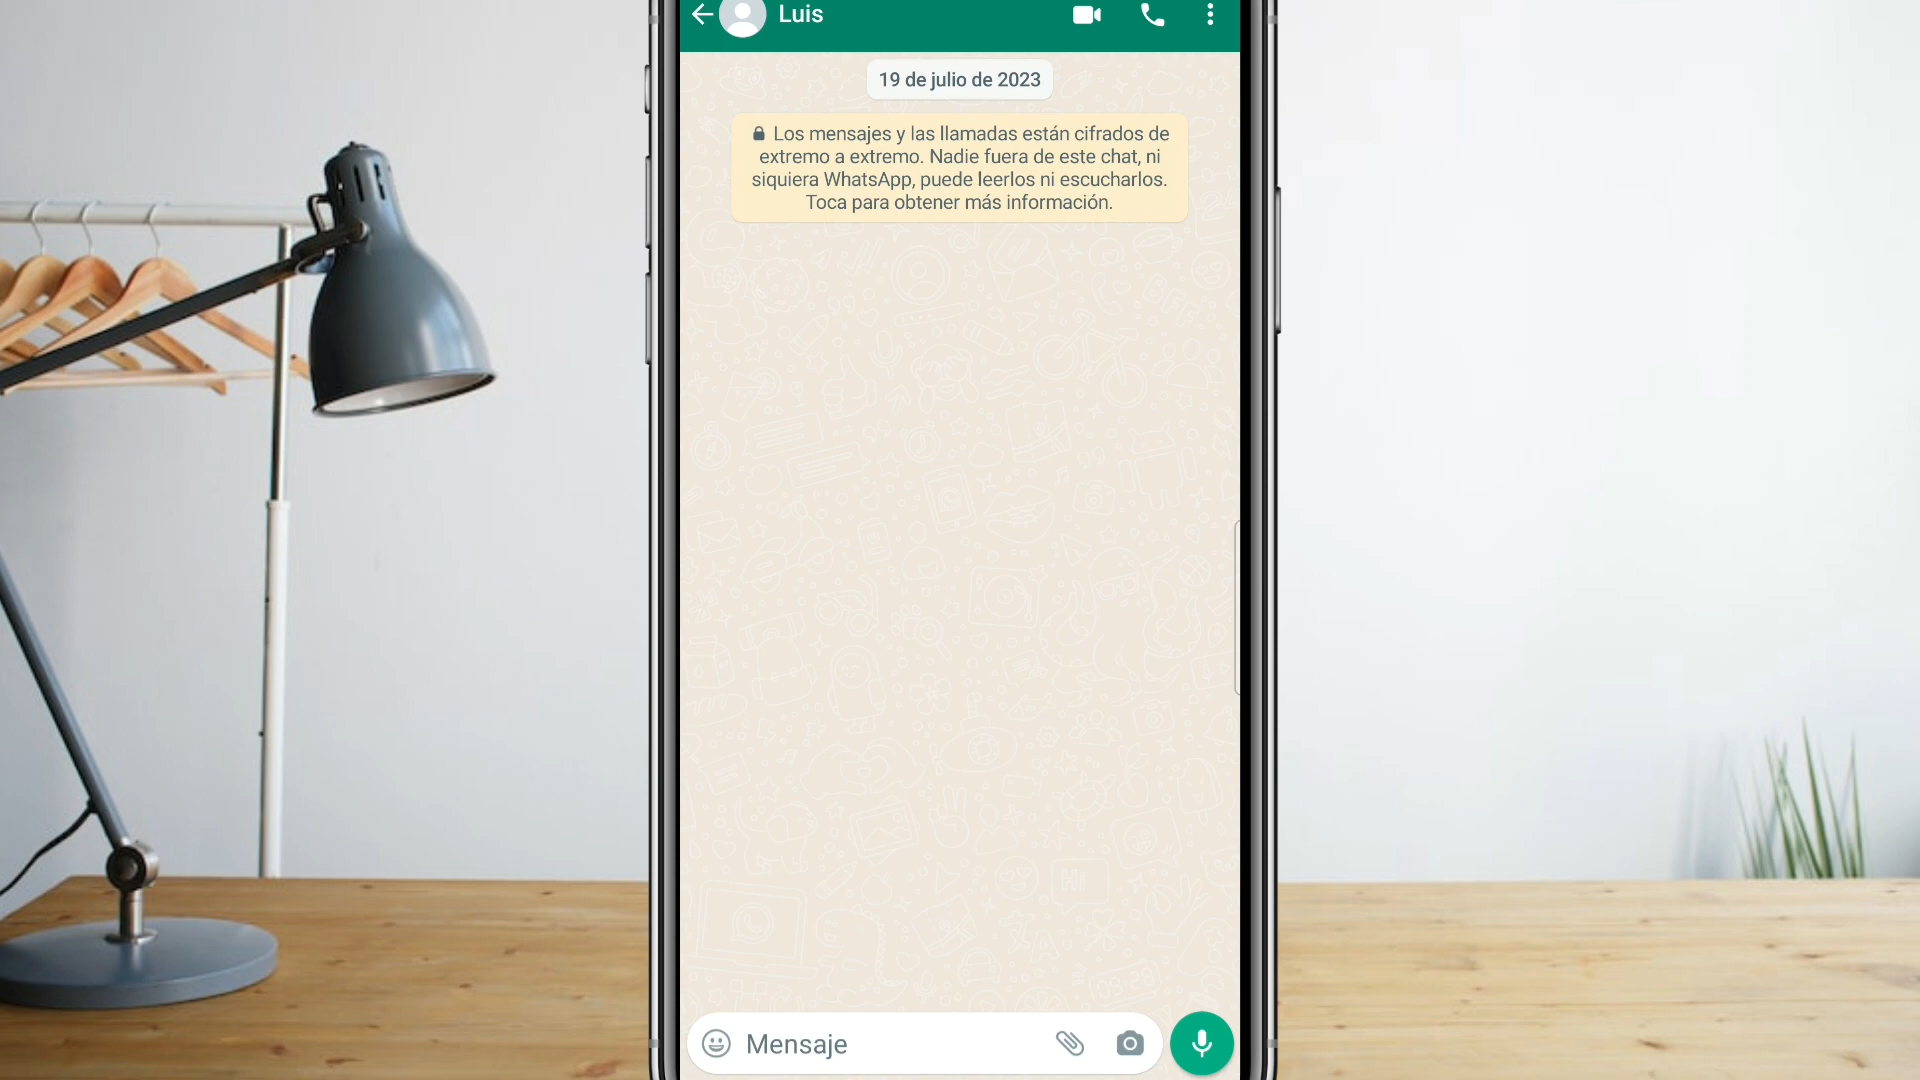 Luis
19 de julio de 2023
Los mensajes y las llamadas están cifrados de
extremo a extremo. Nadie fuera de este chat, ni
siquiera WhatsApp, puede leerlos ni escucharlos.
Toca para obtener más información.
Mensaje